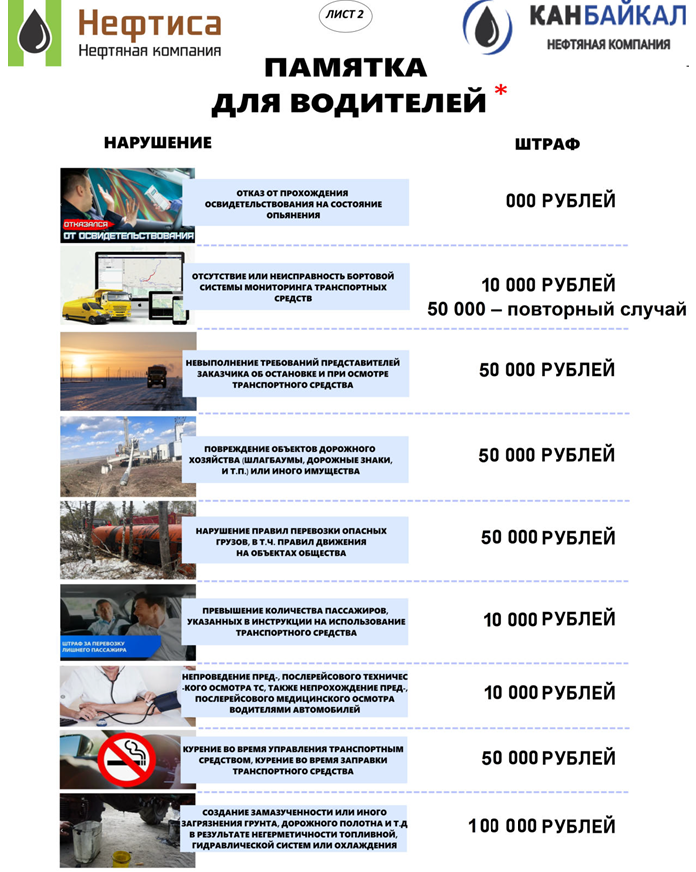 Нефтиса
Нефтяная компания
ЛИСТ 2
КАНБАЙКАЛ
НЕФТЯНАЯ КОМПАНИЯ
ПАМЯТКА
ДЛЯ ВОДИТЕЛЕЙ *
НАРУШЕНИЕ
ШТРАФ
ОТКАЗАЛСЯ
ОТ ОСВИДЕТЕЛЬСТВОВАНИЯ
ОТКАЗ ОТ ПРОХОЖДЕНИЯ
ОСВИДЕТЕЛЬСТВОВАНИЯ НА СОСТОЯНИЕ
ОПЬЯНЕНИЯ
000 РУБЛЕЙ
ОТСУТСТВИЕ ИЛИ НЕИСПРАВНОСТЬ БОРТОВОЙ
СИСТЕМЫ МОНИТОРИНГА ТРАНСПОРТНЫХ
СРЕДСТВ
10 000 РУБЛЕЙ
50 000 – повторный случай
НЕВЫПОЛНЕНИЕ ТРЕБОВАНИЙ ПРЕДСТАВИТЕЛЕЙ
ЗАКАЗЧИКА ОБ ОСТАНОВКЕ И ПРИ ОСМОТРЕ
ТРАНСПОРТНОГО СРЕДСТВА
50 000 РУБЛЕЙ
ПОВРЕЖДЕНИЕ ОБЪЕКТОВ ДОРОЖНОГО
ХОЗЯЙСТВА (ШЛАГБАУМЫ, ДОРОЖНЫЕ ЗНАКИ,
И Т.П.) ИЛИ ИНОГО ИМУЩЕСТВА
50 000 РУБЛЕЙ
НАРУШЕНИЕ ПРАВИЛ ПЕРЕВОЗКИ ОПАСНЫХ
ГРУЗОВ, В Т.Ч. ПРАВИЛ ДВИЖЕНИЯ
НА ОБЪЕКТАХ ОБЩЕСТВА
50 000 РУБЛЕЙ
ШТРАФ ЗА ПЕРЕВОЗКУ
ЛИШНЕГО ПАССАЖИРА
ПРЕВЫШЕНИЕ КОЛИЧЕСТВА ПАССАЖИРОВ,
УКАЗАННЫХ В ИНСТРУКЦИИ НА ИСПОЛЬЗОВАНИЕ
ТРАНСПОРТНОГО СРЕДСТВА
10 000 РУБЛЕЙ
НЕПРОВЕДЕНИЕ ПРЕД-, ПОСЛЕРЕЙСОВОГО ТЕХНИЧЕС
-КОГО ОСМОТРА ТС, ТАКЖЕ НЕПРОХОЖДЕНИЕ ПРЕД-,
ПОСЛЕРЕЙСОВОГО МЕДИЦИНСКОГО ОСМОТРА
ВОДИТЕЛЯМИ АВТОМОБИЛЕЙ
10 000 РУБЛЕЙ
КУРЕНИЕ ВО ВРЕМЯ УПРАВЛЕНИЯ ТРАНСПОРТНЫМ
СРЕДСТВОМ, КУРЕНИЕ ВО ВРЕМЯ ЗАПРАВКИ
ТРАНСПОРТНОГО СРЕДСТВА
50 000 РУБЛЕЙ
СОЗДАНИЕ ЗАМАЗУЧЕННОСТИ ИЛИ ИНОГО
ЗАГРЯЗНЕНИЯ ГРУНТА, ДОРОЖНОГО ПОЛОТНА И Т.Д
В РЕЗУЛЬТАТЕ НЕГЕРМЕТИЧНОСТИ ТОПЛИВНОЙ,
ГИДРАВЛИЧЕСКОЙ СИСТЕМ ИЛИ ОХЛАЖДЕНИЯ
100 000 РУБЛЕЙ